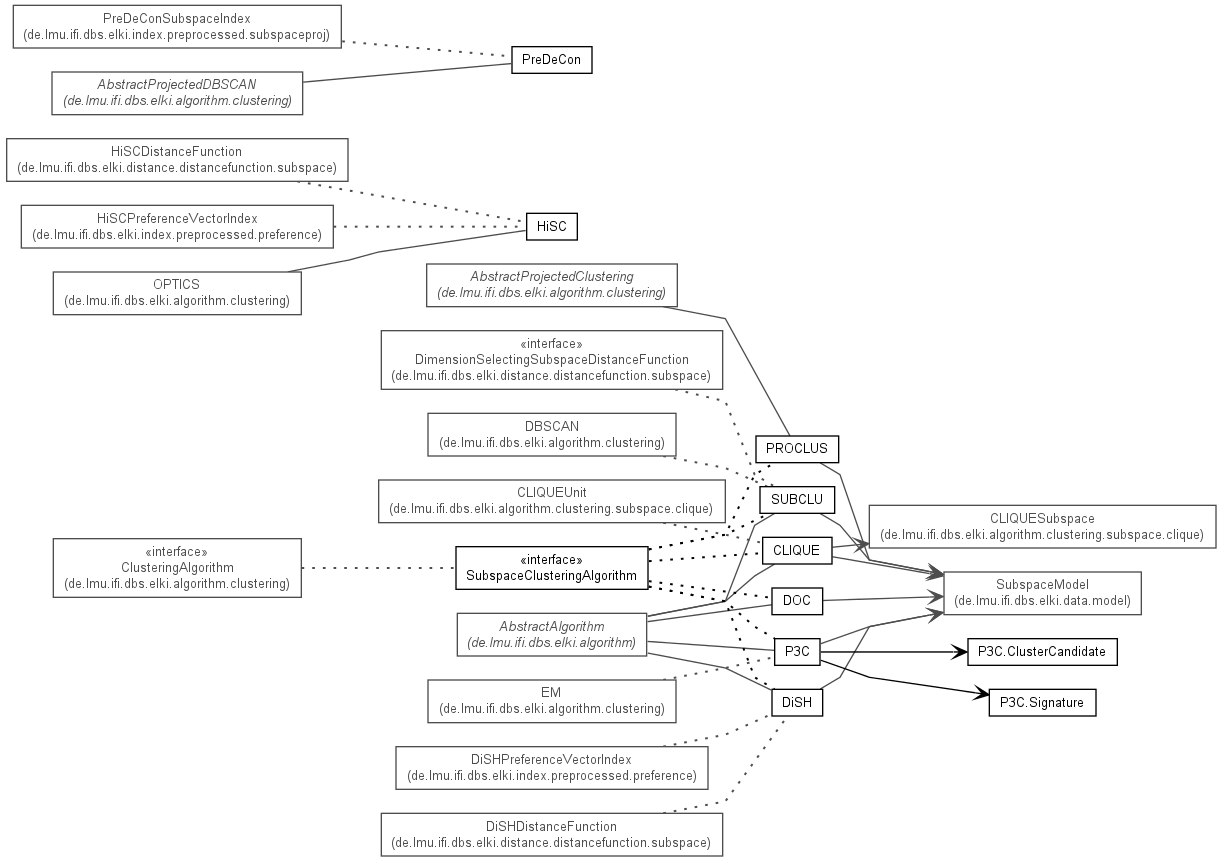 PreDeConSubspaceIndex
(de.lmu.ifi.dbs.elki.index.preprocessed.subspaceproj)
PreDeCon
AbstractProjectedDBSCAN
(de.lmu.ifi.dbs.elki.algorithm.clustering)
HiSCDistanceFunction
(de.lmu.ifi.dbs.elki.distance.distancefunction.subspace)
HiSCPreferenceVectorIndex
(de.lmu.ifi.dbs.elki.index.preprocessed.preference)
HiSC
OPTICS
(de.lmu.ifi.dbs.elki.algorithm.clustering)
AbstractProjectedClustering
(de.lmu.ifi.dbs.elki.algorithm.clustering)
«interface»
DimensionSelectingSubspaceDistanceFunction
(de.lmu.ifi.dbs.elki.distance.distancefunction.subspace)
DBSCAN
(de.lmu.ifi.dbs.elki.algorithm.clustering)
PROCLUS
CLIQUEUnit
(de.lmu.ifi.dbs.elki.algorithm.clustering.subspace.clique)
SUBCLU
CLIQUESubspace
(de.lmu.ifi.dbs.elki.algorithm.clustering.subspace.clique)
«interface»
ClusteringAlgorithm
(de.lmu.ifi.dbs.elki.algorithm.clustering)
«interface»
SubspaceClusteringAlgorithm
CLIQUE
SubspaceModel
(de.lmu.ifi.dbs.elki.data.model)
DOC
AbstractAlgorithm
(de.lmu.ifi.dbs.elki.algorithm)
P3C
P3C.ClusterCandidate
EM
(de.lmu.ifi.dbs.elki.algorithm.clustering)
DiSH
P3C.Signature
DiSHPreferenceVectorIndex
(de.lmu.ifi.dbs.elki.index.preprocessed.preference)
DiSHDistanceFunction
(de.lmu.ifi.dbs.elki.distance.distancefunction.subspace)